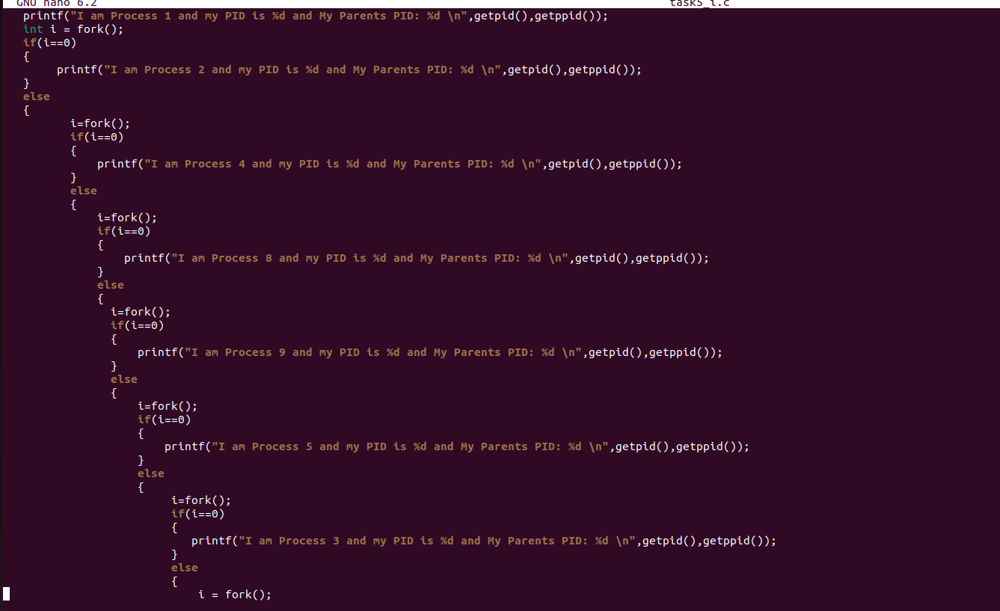 GNU nano 6.2 task5_i.c
printf("I am Process 1 and my PID is %d and My Parents PID: %d \n",getpid(),getppid());
int i = fork();
if(i==0)
{
printf("I am Process 2 and my PID is %d and My Parents PID: %d \n",getpid(),getppid());
}
else
{
i=fork();
if(i==0)
{
printf("I am Process 4 and my PID is %d and My Parents PID: %d \n",getpid(),getppid());
}
else
{
i=fork();
if(i==0)
{
printf("I am Process 8 and my PID is %d and My Parents PID: %d \n",getpid(),getppid());
}
else
{
i=fork();
if(i==0)
{
printf("I am Process 9 and my PID is %d and My Parents PID: %d \n",getpid(),getppid());
}
else
{
i=fork();
if(i==0)
{
printf("I am Process 5 and my PID is %d and My Parents PID: %d \n",getpid(),getppid());
}
else
{
i=fork();
if(i==0)
{
printf("I am Process 3 and my PID is %d and My Parents PID: %d \n",getpid(),getppid());
}
else
{
i = fork();